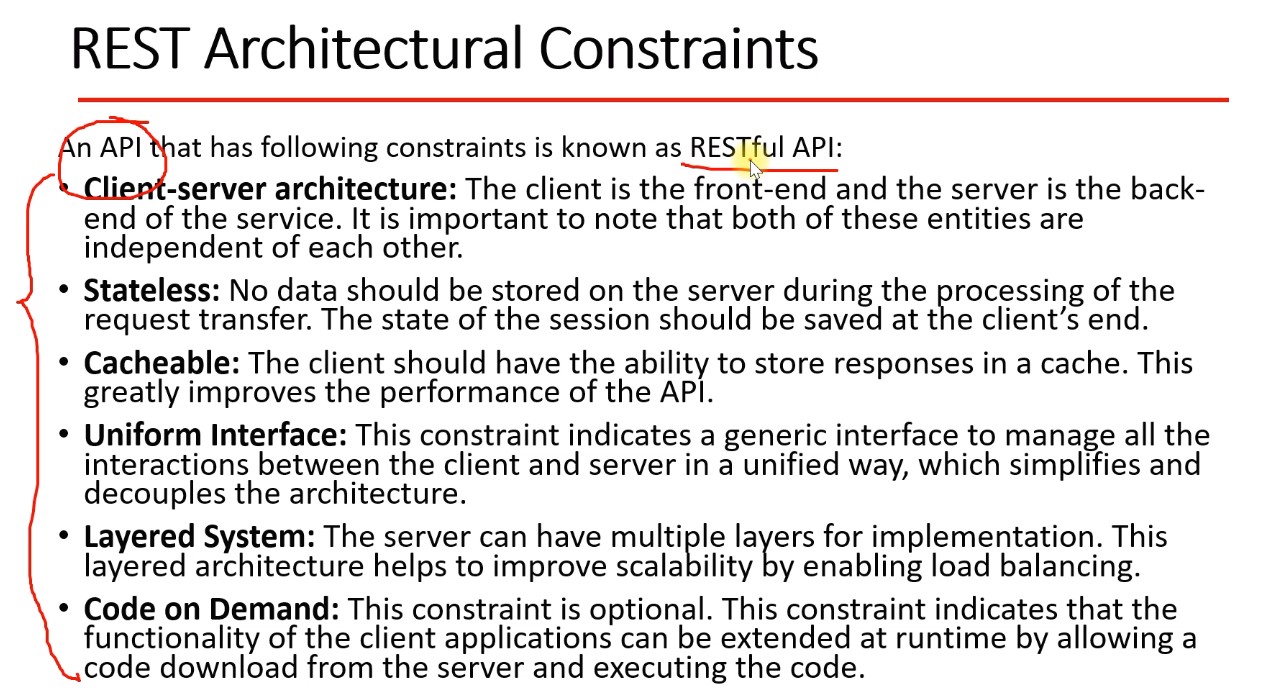 REST Architectural Constraints
An API that has following constraints is known as RESTful API:
• Client-server architecture: The client is the front-end and the server is the back-
end of the service. It is important to note that both of these entities are
independent of each other.
• Stateless: No data should be stored on the server during the processing of the
request transfer. The state of the session should be saved at the client’s end.
• Cacheable: The client should have the ability to store responses in a cache. This
greatly improves the performance of the API.
• Uniform Interface: This constraint indicates a generic interface to manage all the
interactions between the client and server in a unified way, which simplifies and
decouples the architecture.
• Layered System: The server can have multiple layers for implementation. This
layered architecture helps to improve scalability by enabling load balancing.
• Code on Demand: This constraint is optional. This constraint indicates that the
functionality of the client applications can be extended at runtime by allowing a
code download from the server and executing the code.